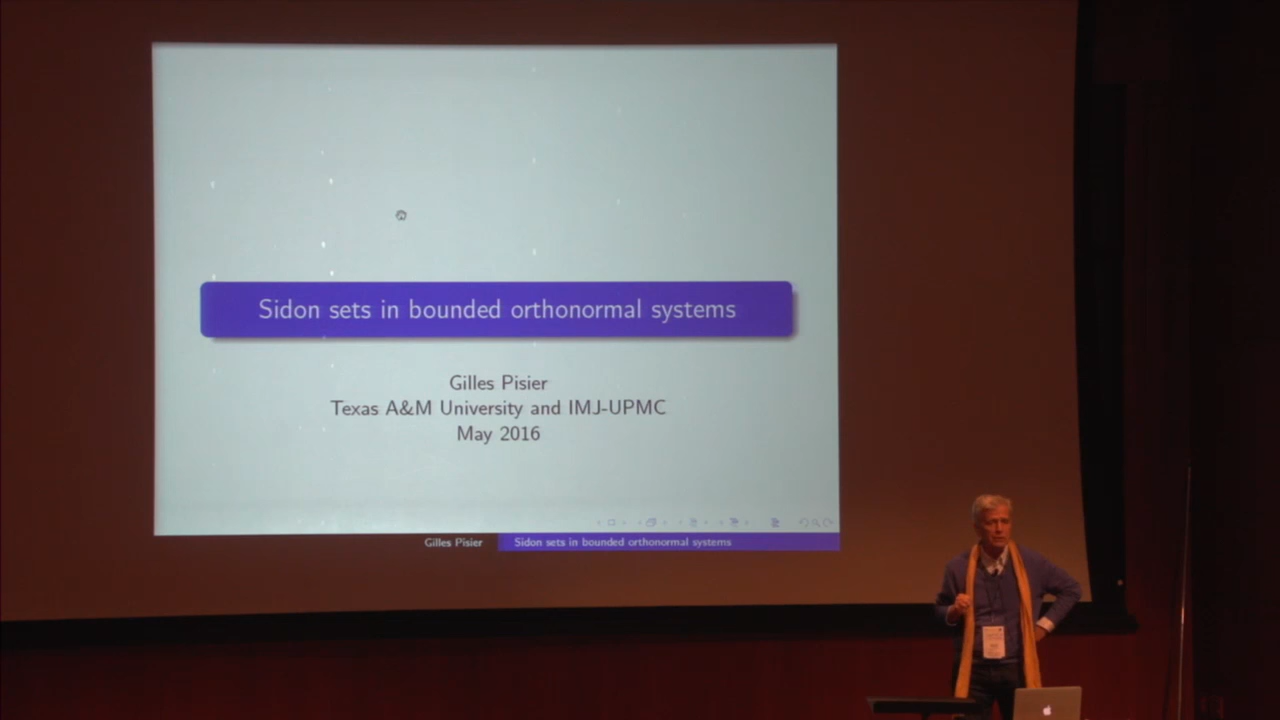 Sidon sets in bounded orthonormal systems
Gilles Pisier
Texas A&M University and IMJ-UPMC
May 2016
Gilles Pisier
Sidon sets in bounded orthonormal systems